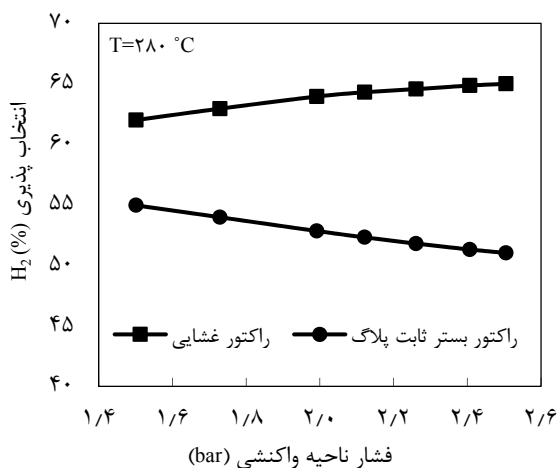 ۷۰
T=۲۸۰ °C
۶۵
۶۰
۵۵
۵۰
۴۵
۴۰
انتخاب پذیری H₂ (%)
راکتور غشایی
راکتور بستر ثابت پلاگ
۱٫۴ ۱٫۶ ۱٫۸ ۲٫۰ ۲٫۲ ۲٫۴ ۲٫۶
فشار ناحیه واکنشی (bar)